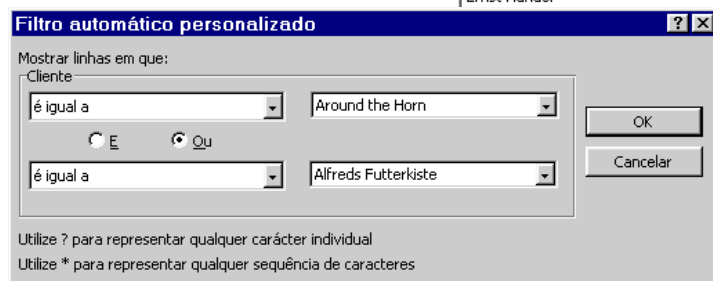 Filtro automático personalizado
Mostrar linhas em que:
Cliente
é igual a Around the Horn
E Ou
é igual a Alfreds Futterkiste
OK
Cancelar
Utilize ? para representar qualquer carácter individual
Utilize * para representar qualquer sequência de caracteres